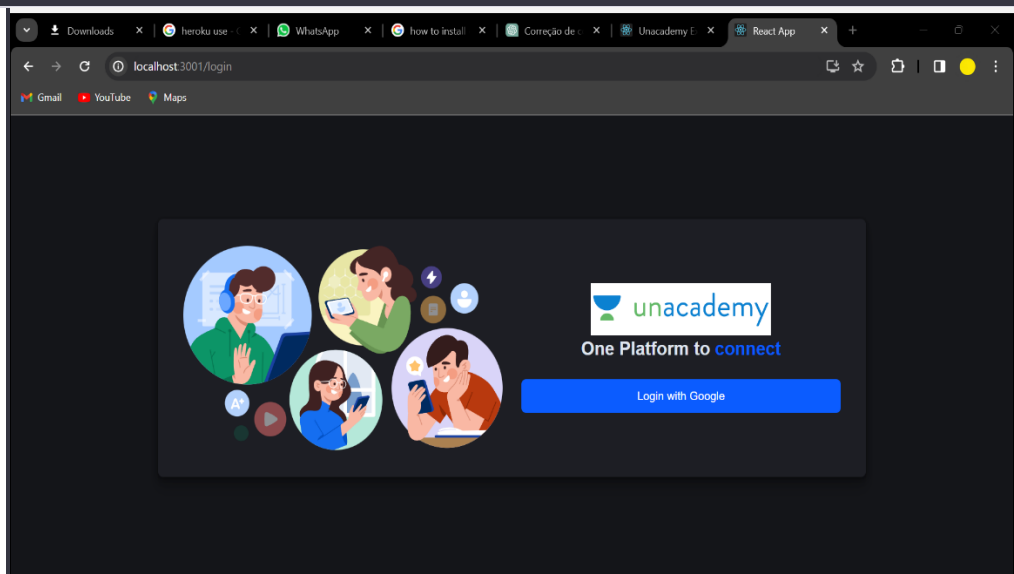 Downloads
heroku use - 
WhatsApp
how to install
Correção de c
Unacademy E
React App
localhost:3001/login
Gmail
YouTube
Maps
A+
unacademy
One Platform to connect
Login with Google